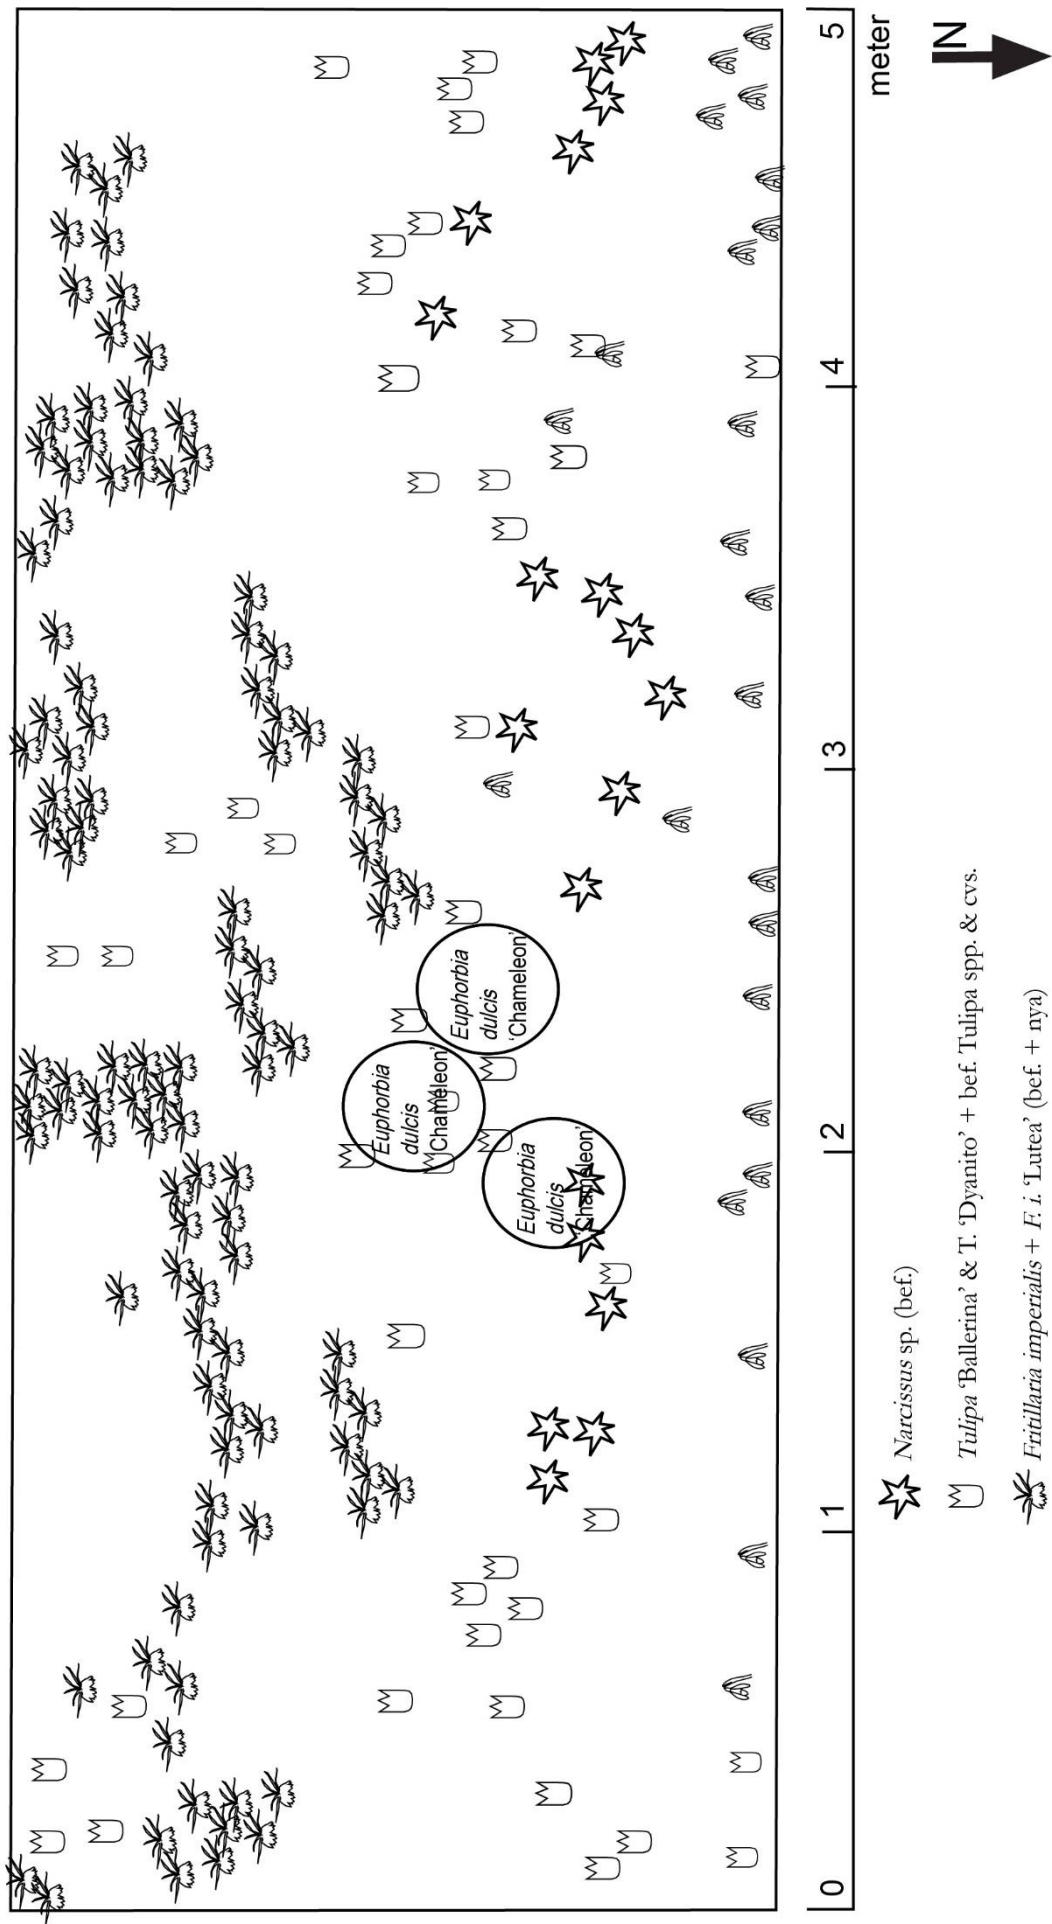 Euphorbia
dulcis
'Chameleon'
Euphorbia
dulcis
'Chameleon'
Euphorbia
dulcis
'Chameleon'
0
1
2
3
4
5
meter
N
Narcissus sp. (bef.)
Tulipa 'Ballerina' & T. 'Dyanito' + bef. Tulipa spp. & cvs.
Fritillaria imperialis + F. i. 'Lutea' (bef. + nya)